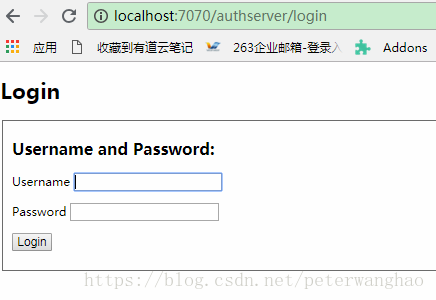 localhost:7070/authserver/login
应用 收藏到有道云笔记 263企业邮箱-登录入 Addons
Login
Username and Password:
Username
Password
Login
https://blog.csdn.net/peterwanghao